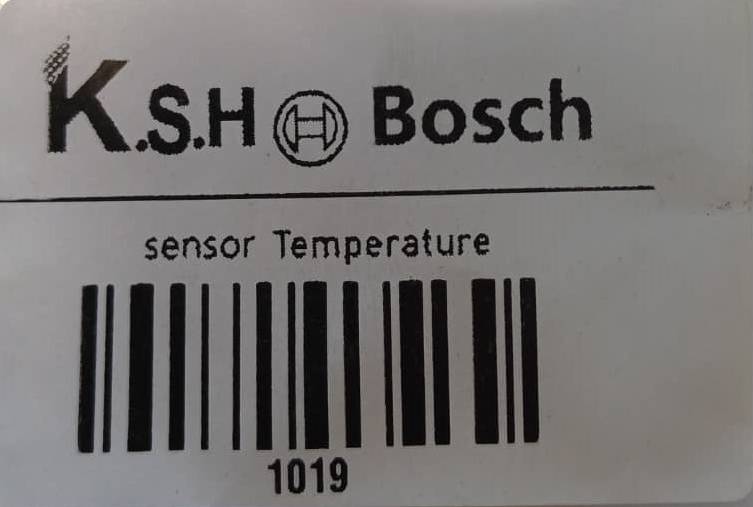 K.S.H Bosch
sensor Temperature
1019